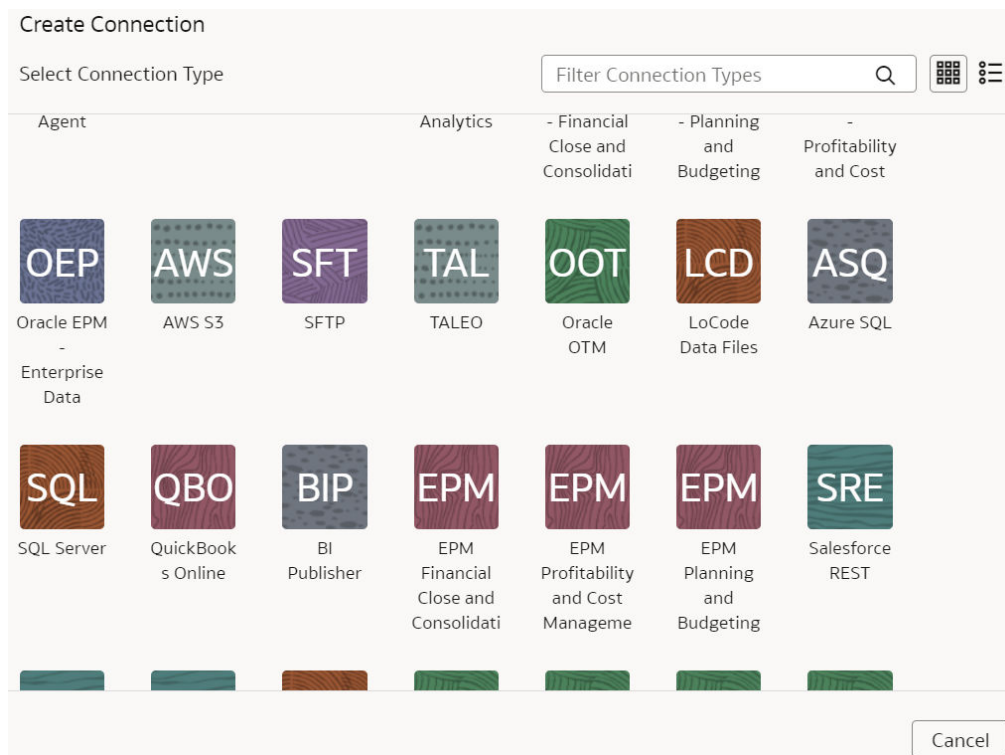 Create Connection
Select Connection Type
Filter Connection Types
Agent
Analytics
- Financial
Close and
Consolidati
- Planning
and
Budgeting
-
Profitability
and Cost
OEP
AWS
SFT
TAL
OOT
LCD
ASQ
Oracle EPM
-
Enterprise
Data
AWS S3
SFTP
TALEO
Oracle
OTM
LoCode
Data Files
Azure SQL
SQL
QBO
BIP
EPM
EPM
EPM
SRE
SQL Server
QuickBook
s Online
BI
Publisher
EPM
Financial
Close and
Consolidati
EPM
Profitability
and Cost
Manageme
EPM
Planning
and
Budgeting
Salesforce
REST
Cancel